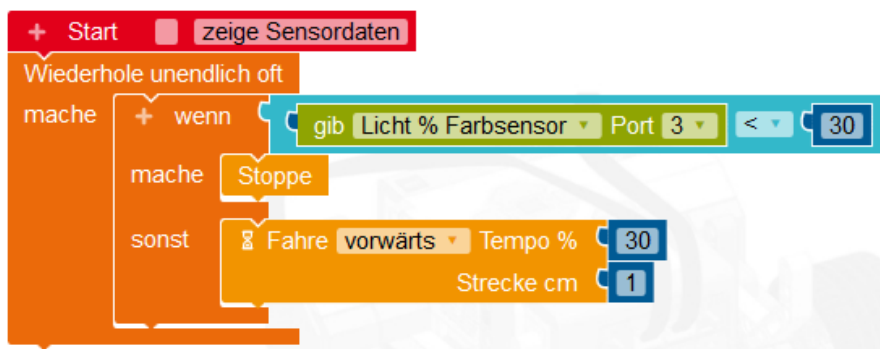 + Start zeige Sensordaten
Wiederhole unendlich oft
mache + wenn gib Licht % Farbsensor Port 3 < 30
mache Stoppe
sonst Fahre vorwärts Tempo % 30
Strecke cm 1